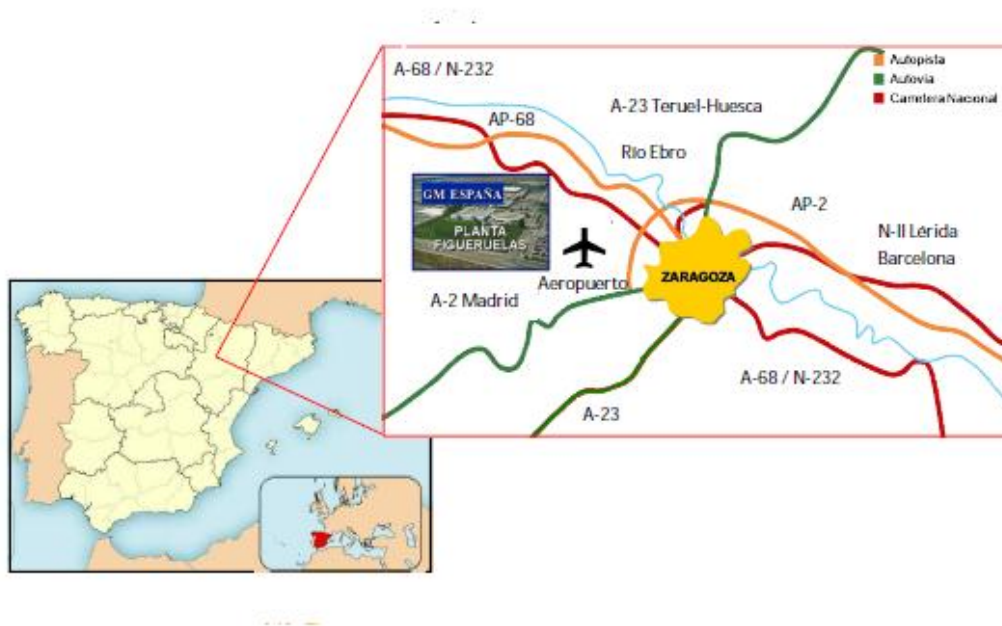 A-68 / N-232
Autopista
Autovia
Carretera Nacional
A-23 Teruel-Huesca
AP-68
Río Ebro
GM ESPAÑA
PLANTA
FIGUERUELAS
AP-2
N-II Lérida
Barcelona
ZARAGOZA
Aeropuerto
A-2 Madrid
A-68 / N-232
A-23